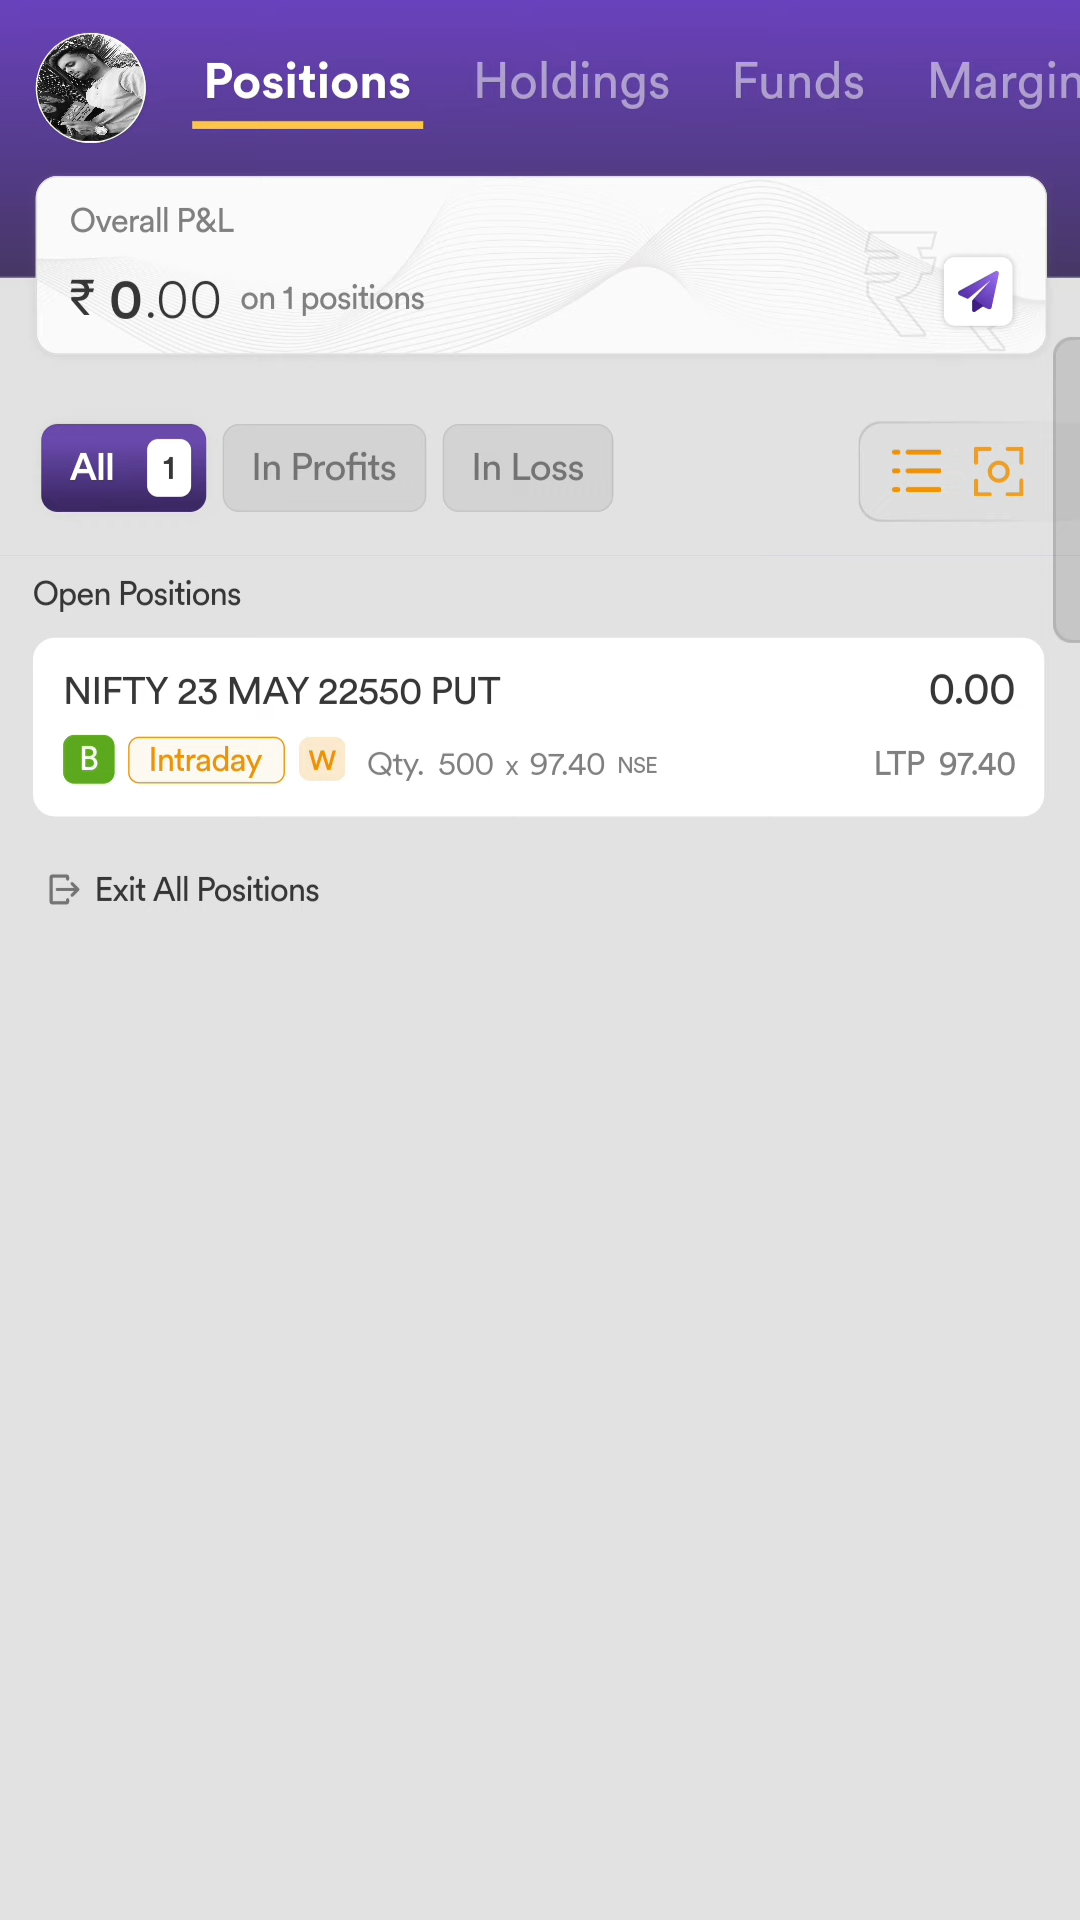 Positions Holdings Funds Margin
Overall P&L
₹ 0.00 on 1 positions
All 1 In Profits In Loss
Open Positions
NIFTY 23 MAY 22550 PUT 0.00
B Intraday W Qty. 500 x 97.40 NSE LTP 97.40
Exit All Positions